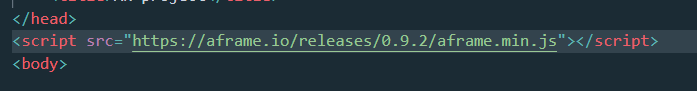 </head>
<script src="https://aframe.io/releases/0.9.2/aframe.min.js"></script>
<body>